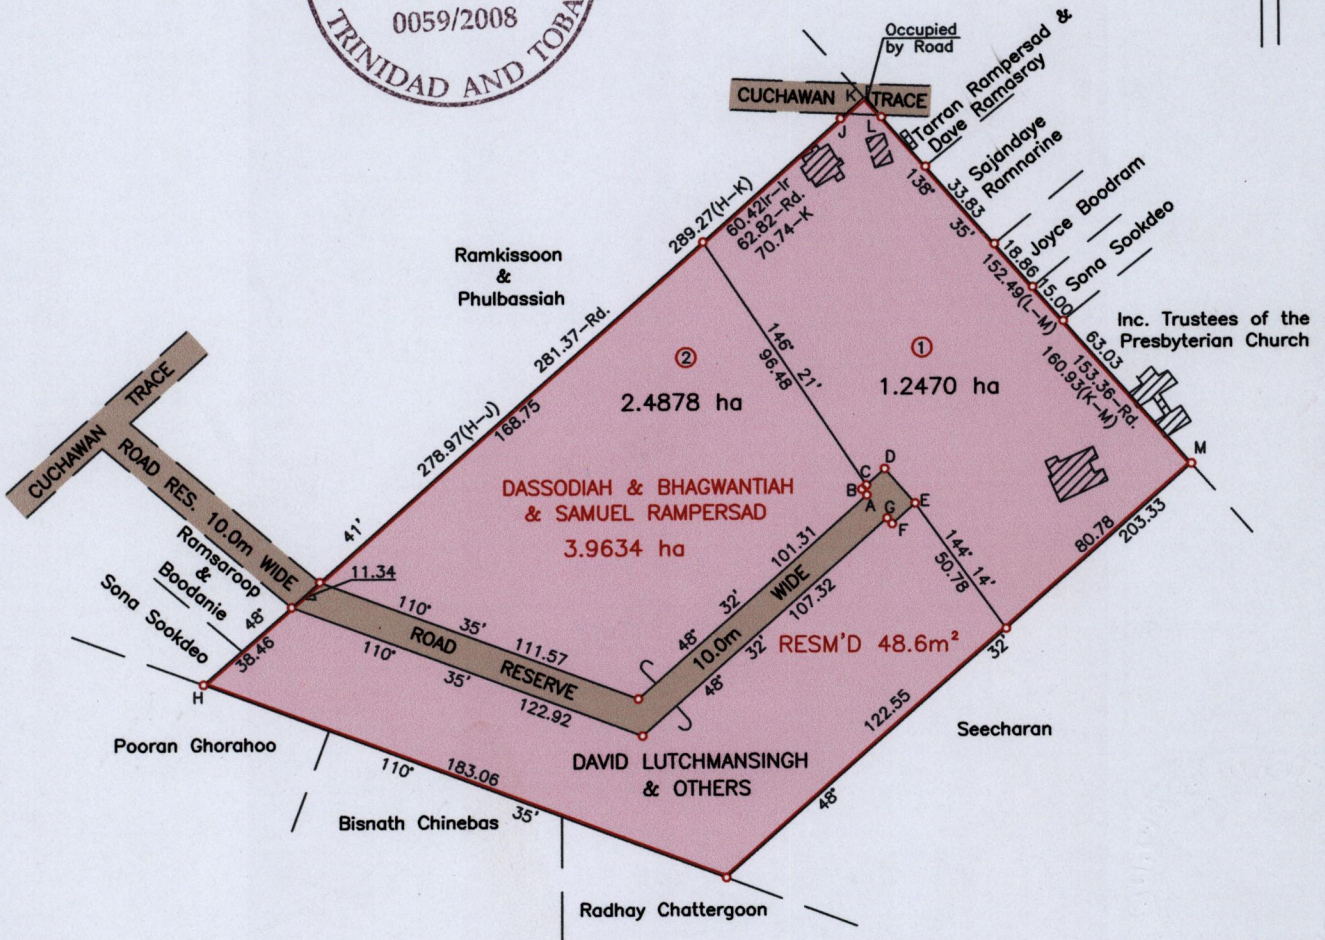 0059/2008
TRINIDAD AND TOBA
Occupied
by Road
CUCHAWAN
K
TRACE
J
L
Tarran Rampersad &
Dave Ramasray
Sajandaye
Ramnarine
Joyce Boodram
Sona Sookdeo
Inc. Trustees of the
Presbyterian Church
138°
33.83
35'
18.86
15.00
152.49(L-M)
63.03
153.36-Rd.
160.93(K-M)
M
289.27(H-K)
60.42Ir-Ir
62.82-Rd.
70.74-K
Ramkissoon
&
Phulbassiah
281.37-Rd.
278.97(H-J)
168.75
41'
146° 21'
96.48
②
2.4878 ha
①
1.2470 ha
CUCHAWAN TRACE
ROAD RES. 10.0m WIDE
DASSODIAH & BHAGWANTIAH
& SAMUEL RAMPERSAD
3.9634 ha
C
D
B
A
E
G
F
101.31
48° 32'
10.0m WIDE
107.32
48° 32'
144° 14'
50.78
80.78
203.33
RESM'D 48.6m²
32'
Ramsaroop
&
Boodanie
Sona Sookdeo
11.34
48°
38.46
H
110° 35' 111.57
ROAD RESERVE
110° 35' 122.92
Pooran Ghorahoo
DAVID LUTCHMANSINGH
& OTHERS
122.55
48°
Seecharan
110° 183.06 35'
Bisnath Chinebas
Radhay Chattergoon